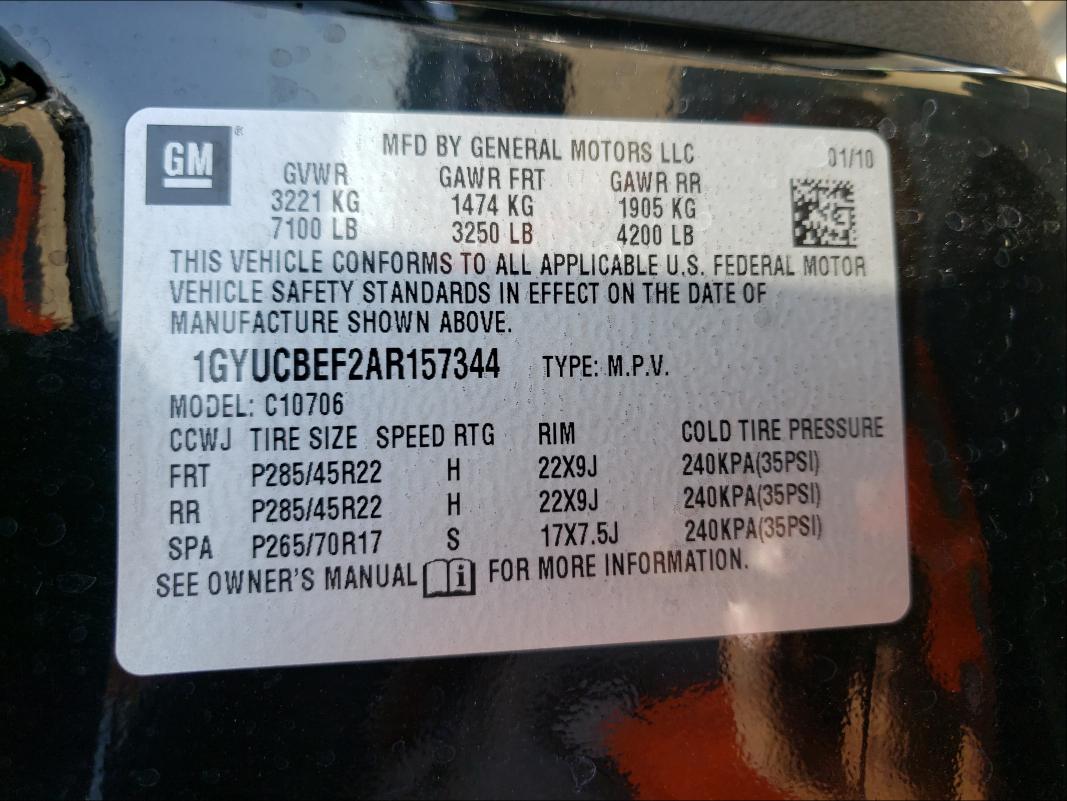 GM®
MFD BY GENERAL MOTORS LLC 01/10
GVWR GAWR FRT GAWR RR
3221 KG 1474 KG 1905 KG
7100 LB 3250 LB 4200 LB
THIS VEHICLE CONFORMS TO ALL APPLICABLE U.S. FEDERAL MOTOR
VEHICLE SAFETY STANDARDS IN EFFECT ON THE DATE OF
MANUFACTURE SHOWN ABOVE.
1GYUCBEF2AR157344 TYPE: M.P.V.
MODEL: C10706
CCWJ TIRE SIZE SPEED RTG RIM COLD TIRE PRESSURE
FRT P285/45R22 H 22X9J 240KPA(35PSI)
RR P285/45R22 H 22X9J 240KPA(35PSI)
SPA P265/70R17 S 17X7.5J 240KPA(35PSI)
SEE OWNER'S MANUAL i FOR MORE INFORMATION.